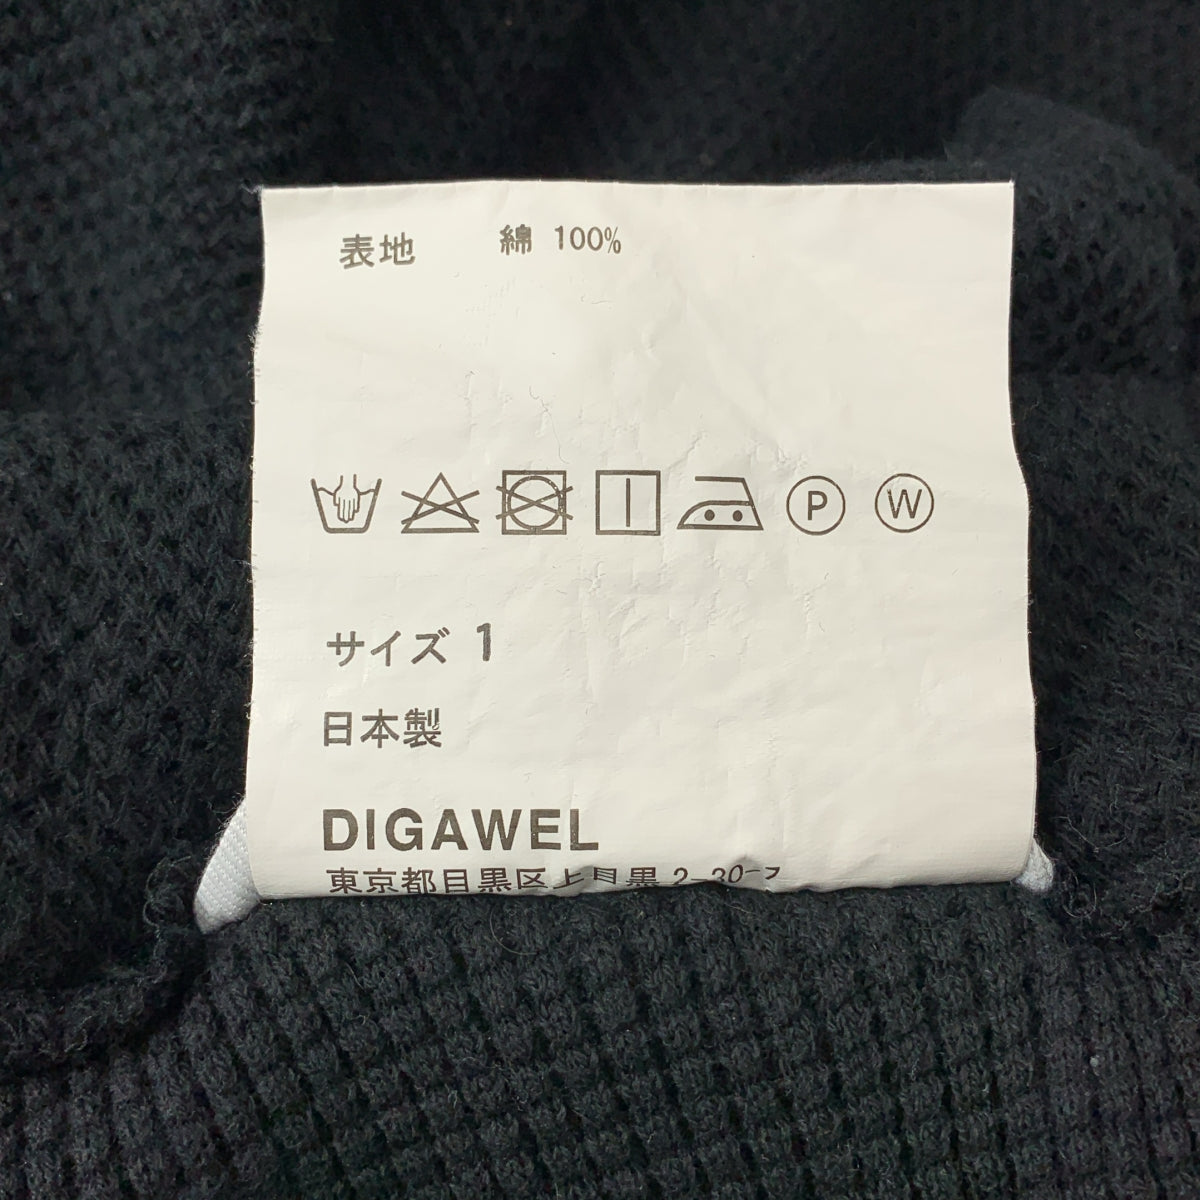 表地 綿 100%
P W
サイズ 1
日本製
DIGAWEL
東京都目黒区上目黒 2-30-